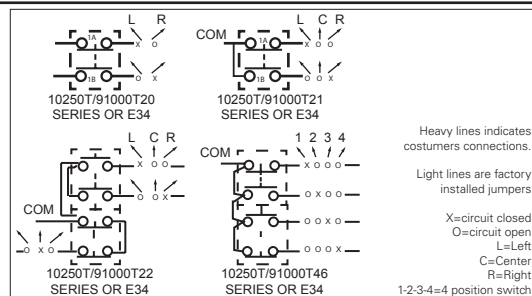 L R
1A
X O
1B
O X
10250T/91000T20
SERIES OR E34
L C R
COM
1A
X O O
1B
O O X
10250T/91000T21
SERIES OR E34
L C R
X O O
O O X
COM
O X O
10250T/91000T22
SERIES OR E34
1 2 3 4
COM
X O O O
O X O O
O O X O
O O O X
10250T/91000T46
SERIES OR E34
Heavy lines indicates
costumers connections.
Light lines are factory
installed jumpers
X=circuit closed
O=circuit open
L=Left
C=Center
R=Right
1-2-3-4=4 position switch